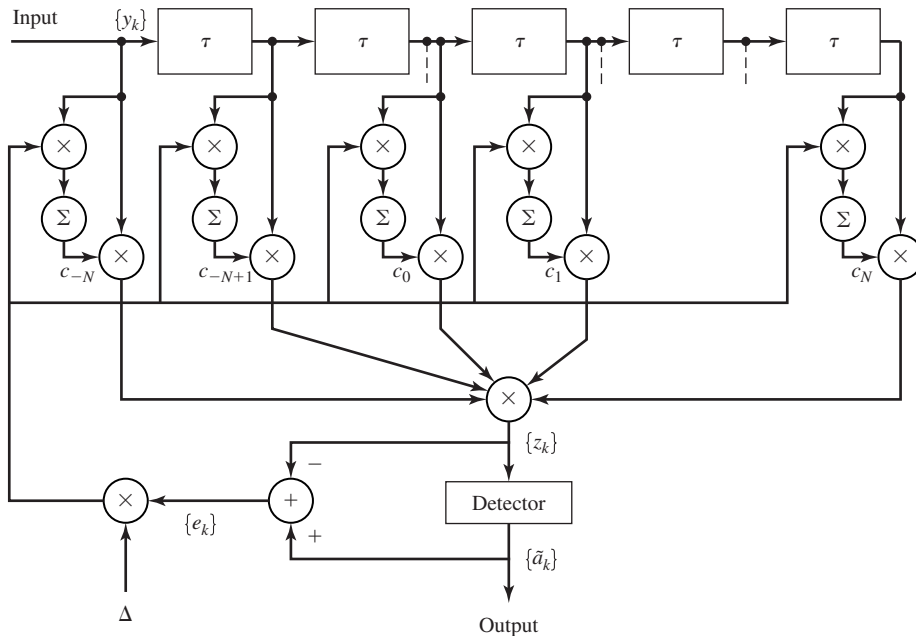 Input
{y_k}
τ τ τ τ τ
× × × × ×
Σ Σ Σ Σ Σ
× × × × ×
c_{−N} c_{−N+1} c_0 c_1 c_N
×
{z_k}
−
× + Detector
{e_k}
+
{ã_k}
Δ
Output